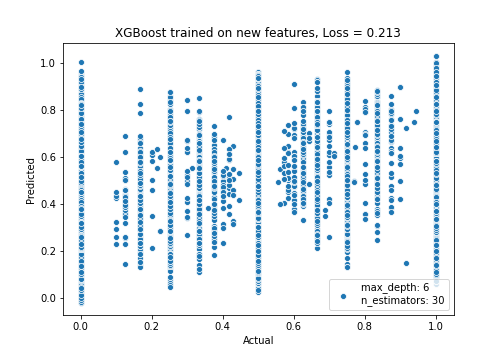 XGBoost trained on new features, Loss = 0.213
Predicted
1.0
0.8
0.6
0.4
0.2
0.0
max_depth: 6
n_estimators: 30
0.0 0.2 0.4 0.6 0.8 1.0
Actual